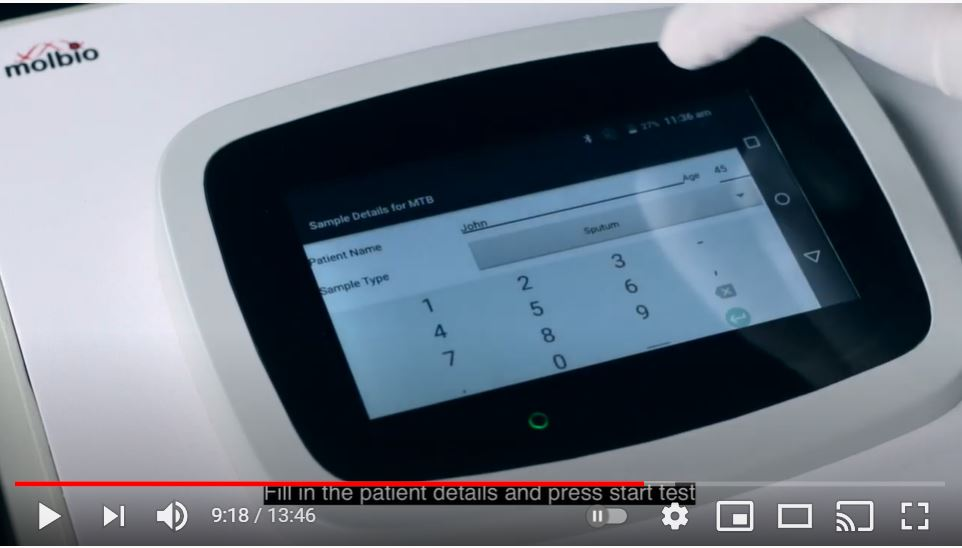 molbio
27% 11:36 am
Sample Details for MTB
Patient Name John Age 45
Sample Type Sputum
1 2 3 -
4 5 6 ,
7 8 9
. 0 _
Fill in the patient details and press start test
9:18 / 13:46